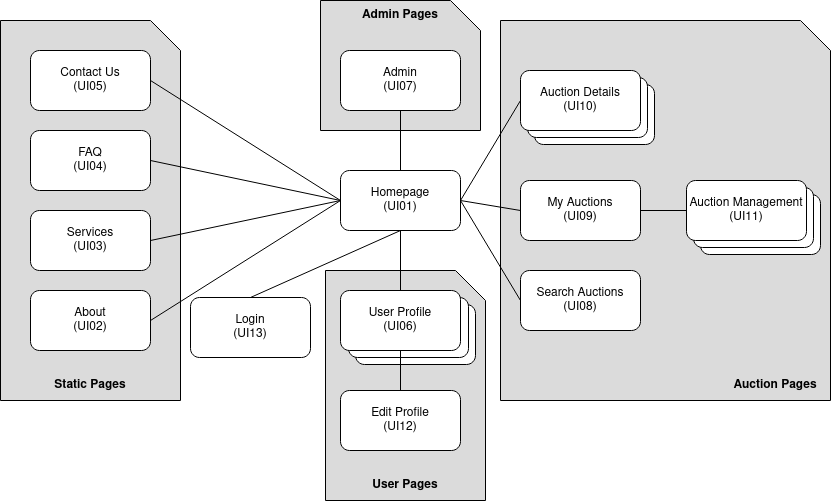 Admin Pages
Admin
(UI07)
Contact Us
(UI05)
FAQ
(UI04)
Services
(UI03)
About
(UI02)
Static Pages
Homepage
(UI01)
Login
(UI13)
User Profile
(UI06)
Edit Profile
(UI12)
User Pages
Auction Details
(UI10)
My Auctions
(UI09)
Auction Management
(UI11)
Search Auctions
(UI08)
Auction Pages